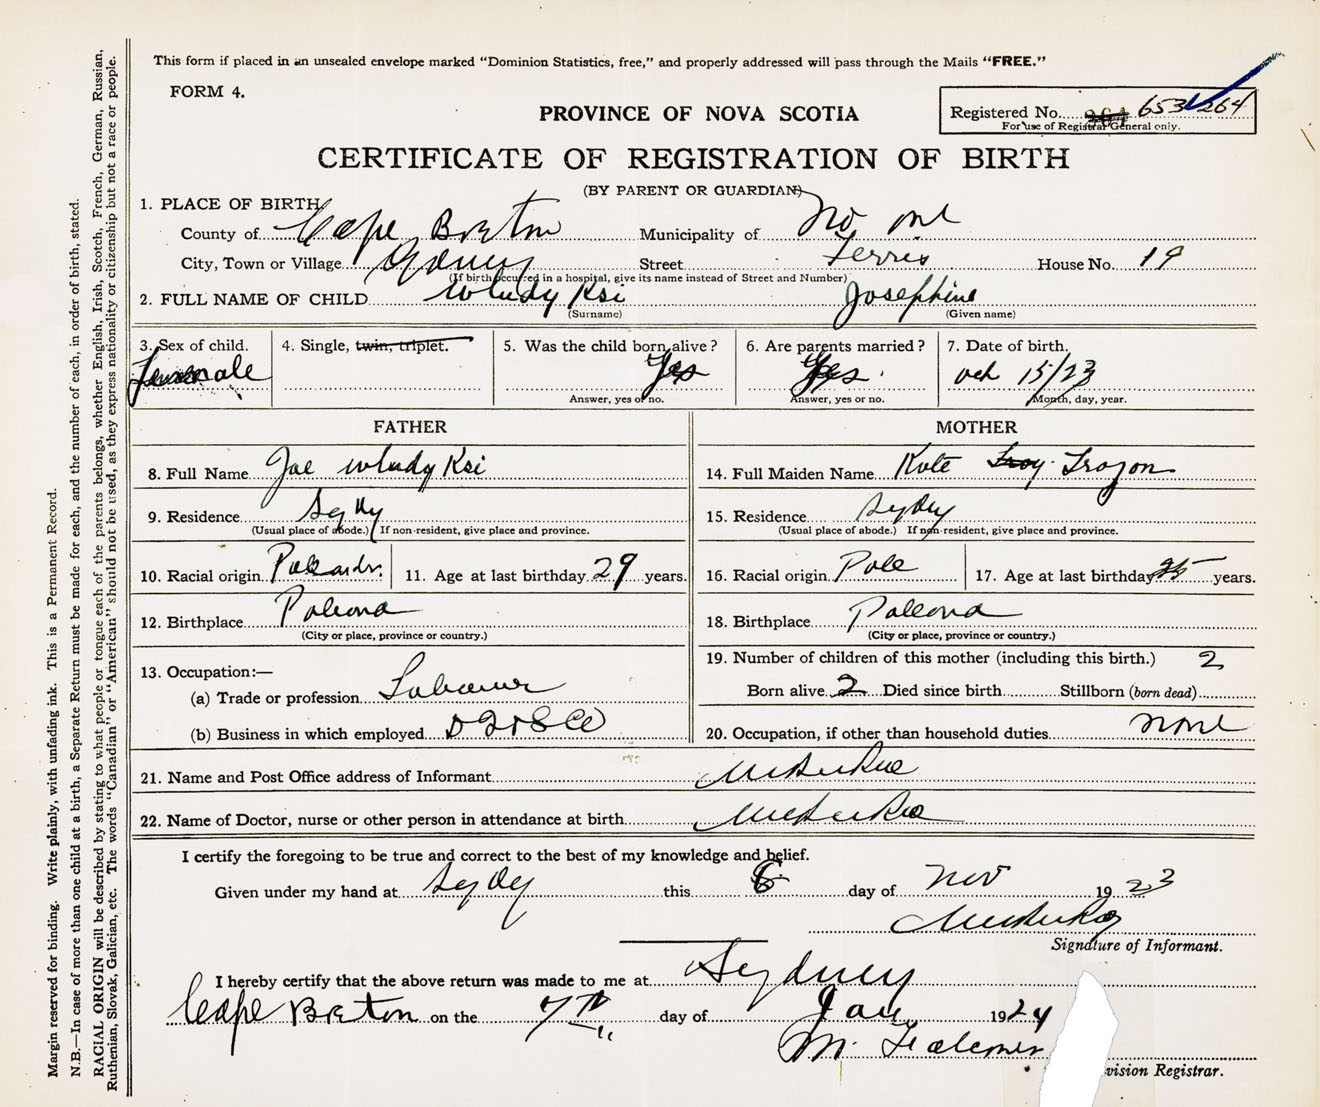 This form if placed in an unsealed envelope marked "Dominion Statistics, free," and properly addressed will pass through the Mails "FREE."
FORM 4.
PROVINCE OF NOVA SCOTIA
Registered No. 653 264
For use of Registrar General only.
CERTIFICATE OF REGISTRATION OF BIRTH
(BY PARENT OR GUARDIAN)
1. PLACE OF BIRTH
County of Cape Breton Municipality of No one
City, Town or Village Sydney Street Ferris House No. 19
(If birth occurred in a hospital, give its name instead of Street and Number)
2. FULL NAME OF CHILD Wludyksi Josephine
(Surname) (Given name)
3. Sex of child. 4. Single, twin, triplet. 5. Was the child born alive? 6. Are parents married? 7. Date of birth.
Female Yes Yes Oct 15/23
Answer, yes or no. Answer, yes or no. Month, day, year.
FATHER MOTHER
8. Full Name Joe Wludyksi 14. Full Maiden Name Kate Troy Trojon
9. Residence Sydny 15. Residence Sydny
(Usual place of abode.) If non-resident, give place and province. (Usual place of abode.) If non-resident, give place and province.
10. Racial origin 11. Age at last birthday 29 years. 16. Racial origin Pole 17. Age at last birthday 25 years.
12. Birthplace Poleond 18. Birthplace Poleond
(City or place, province or country.) (City or place, province or country.)
13. Occupation:— 19. Number of children of this mother (including this birth.) 2
(a) Trade or profession Labourer Born alive 2 Died since birth Stillborn (born dead)
(b) Business in which employed D I & S Co 20. Occupation, if other than household duties none
21. Name and Post Office address of Informant
22. Name of Doctor, nurse or other person in attendance at birth
I certify the foregoing to be true and correct to the best of my knowledge and belief.
Given under my hand at Sydny this 8 day of Nov 1923
Signature of Informant.
I hereby certify that the above return was made to me at Sydney
Cape Breton on the 7th day of Jan 1924
M.
vision Registrar.
Margin reserved for binding. Write plainly, with unfading ink. This is a Permanent Record.
N.B.—In case of more than one child at a birth, a Separate Return must be made for each, and the number of each, in order of birth, stated.
RACIAL ORIGIN will be described by stating to what people or tongue each of the parents belongs, whether English, Irish, Scotch, French, German, Russian,
Ruthenian, Slovak, Galician, etc. The words "Canadian" or "American" should not be used, as they express nationality or citizenship but not a race or people.